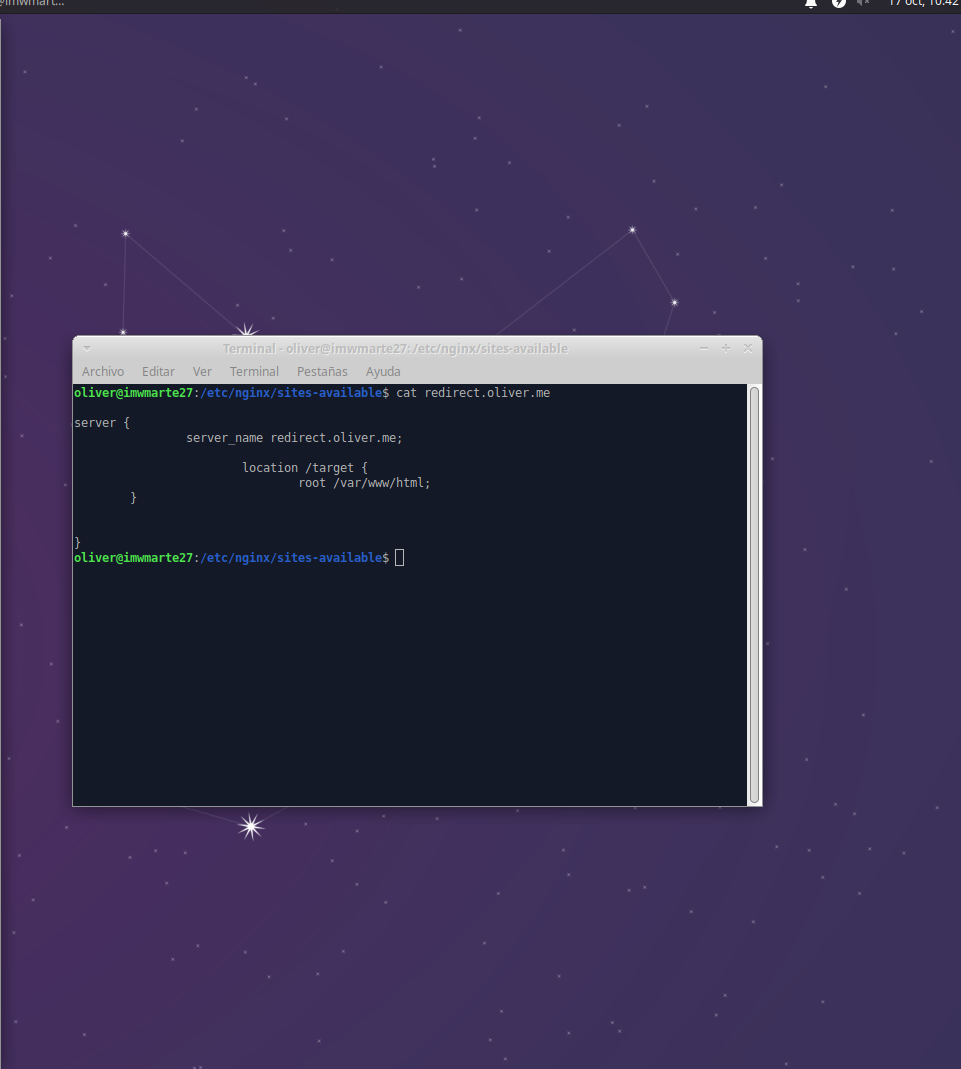 @imwmart...
17 oct, 10:42
Terminal - oliver@imwmarte27: /etc/nginx/sites-available
Archivo Editar Ver Terminal Pestañas Ayuda
oliver@imwmarte27:/etc/nginx/sites-available$ cat redirect.oliver.me
server {
server_name redirect.oliver.me;
location /target {
root /var/www/html;
}
}
oliver@imwmarte27:/etc/nginx/sites-available$